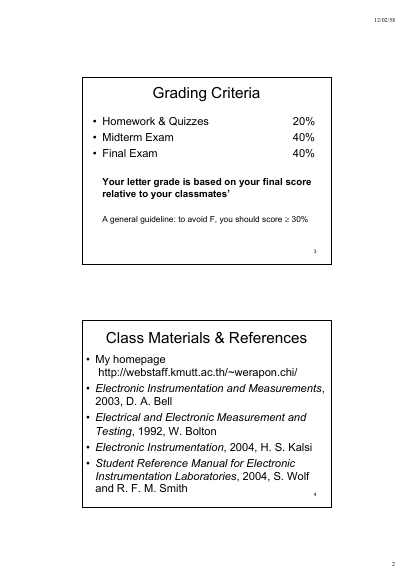 12/02/58
Grading Criteria
• Homework & Quizzes 20%
• Midterm Exam 40%
• Final Exam 40%
Your letter grade is based on your final score
relative to your classmates’
A general guideline: to avoid F, you should score ≥ 30%
3
Class Materials & References
• My homepage
http://webstaff.kmutt.ac.th/~werapon.chi/
• Electronic Instrumentation and Measurements,
2003, D. A. Bell
• Electrical and Electronic Measurement and
Testing, 1992, W. Bolton
• Electronic Instrumentation, 2004, H. S. Kalsi
• Student Reference Manual for Electronic
Instrumentation Laboratories, 2004, S. Wolf
and R. F. M. Smith
4
2